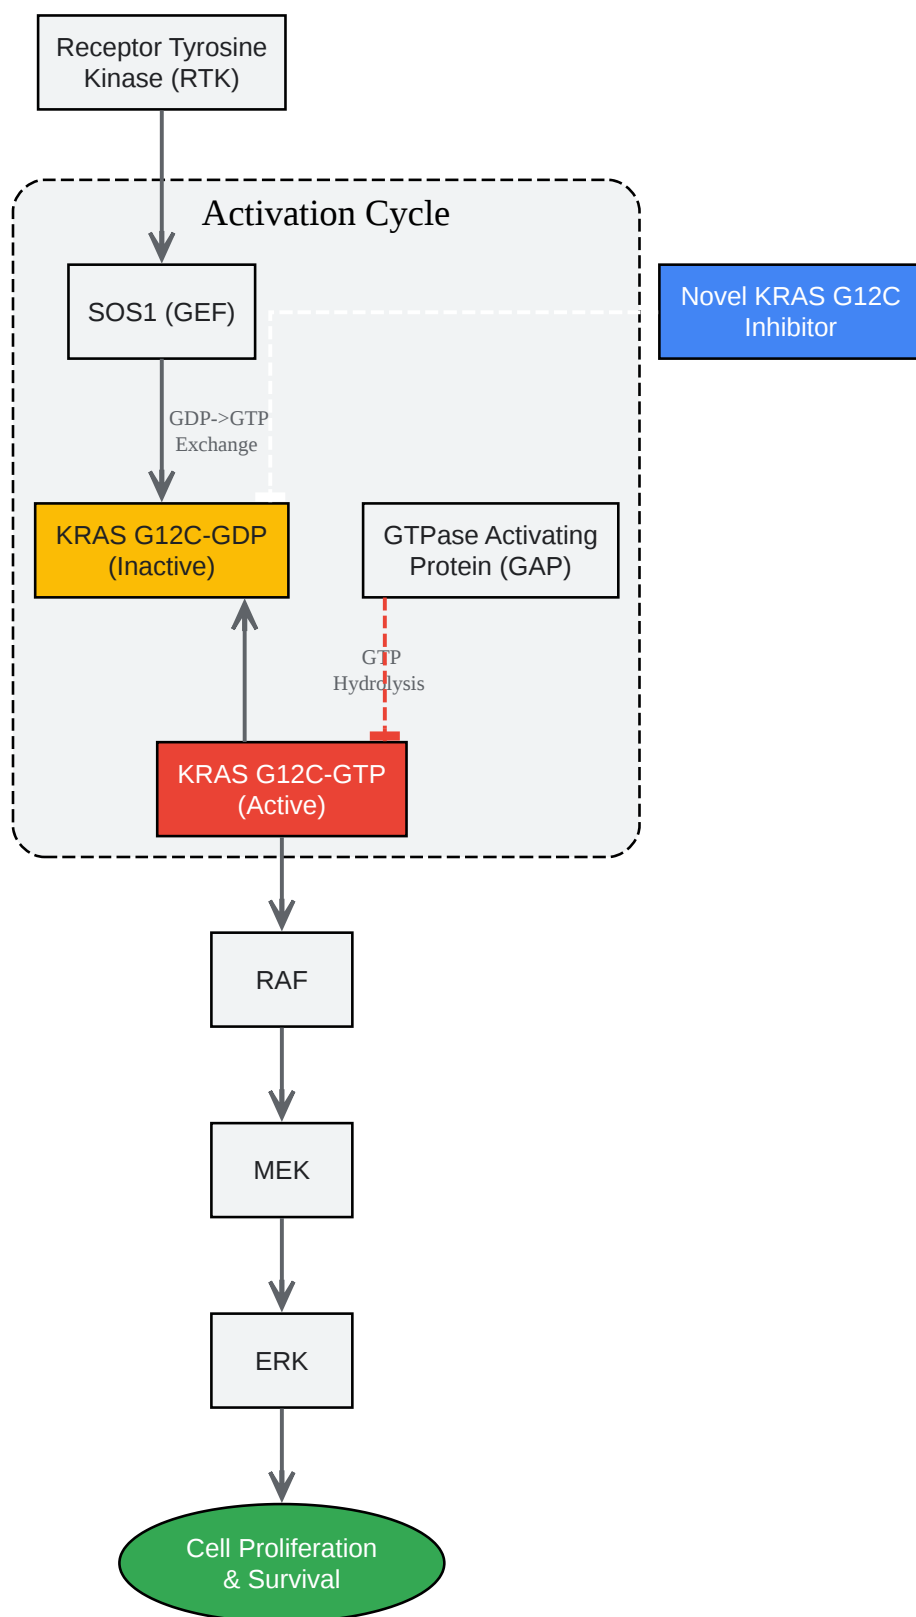 Receptor Tyrosine
Kinase (RTK)
Activation Cycle
SOS1 (GEF)
Novel KRAS G12C
Inhibitor
GDP->GTP
Exchange
KRAS G12C-GDP
(Inactive)
GTPase Activating
Protein (GAP)
GTP
Hydrolysis
KRAS G12C-GTP
(Active)
RAF
MEK
ERK
Cell Proliferation
& Survival